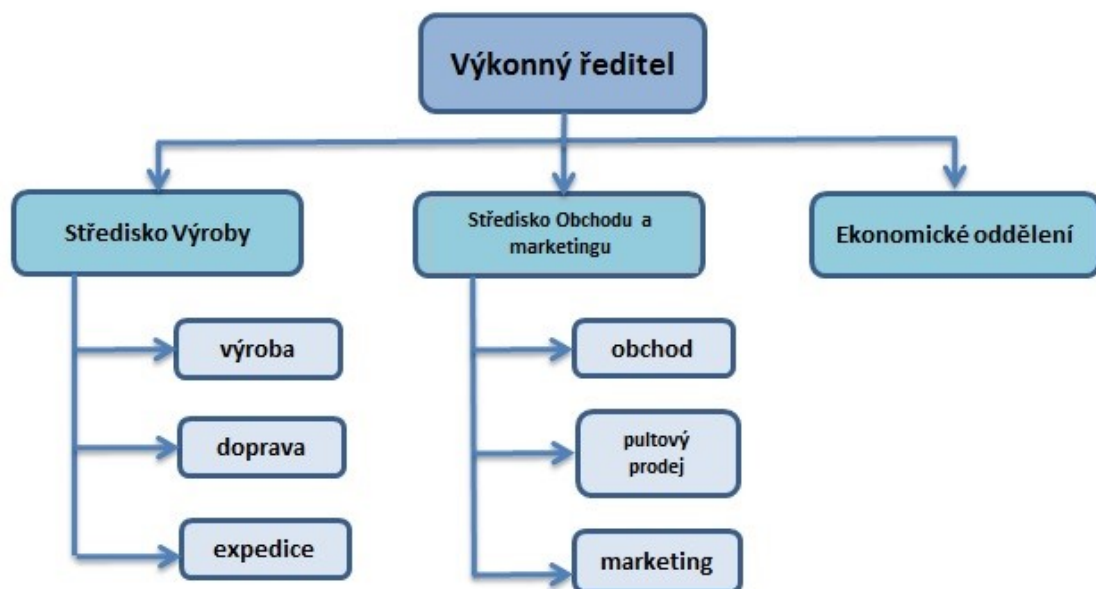 Výkonný ředitel
Středisko Výroby
Středisko Obchodu a
marketingu
Ekonomické oddělení
výroba
obchod
doprava
pultový
prodej
expedice
marketing